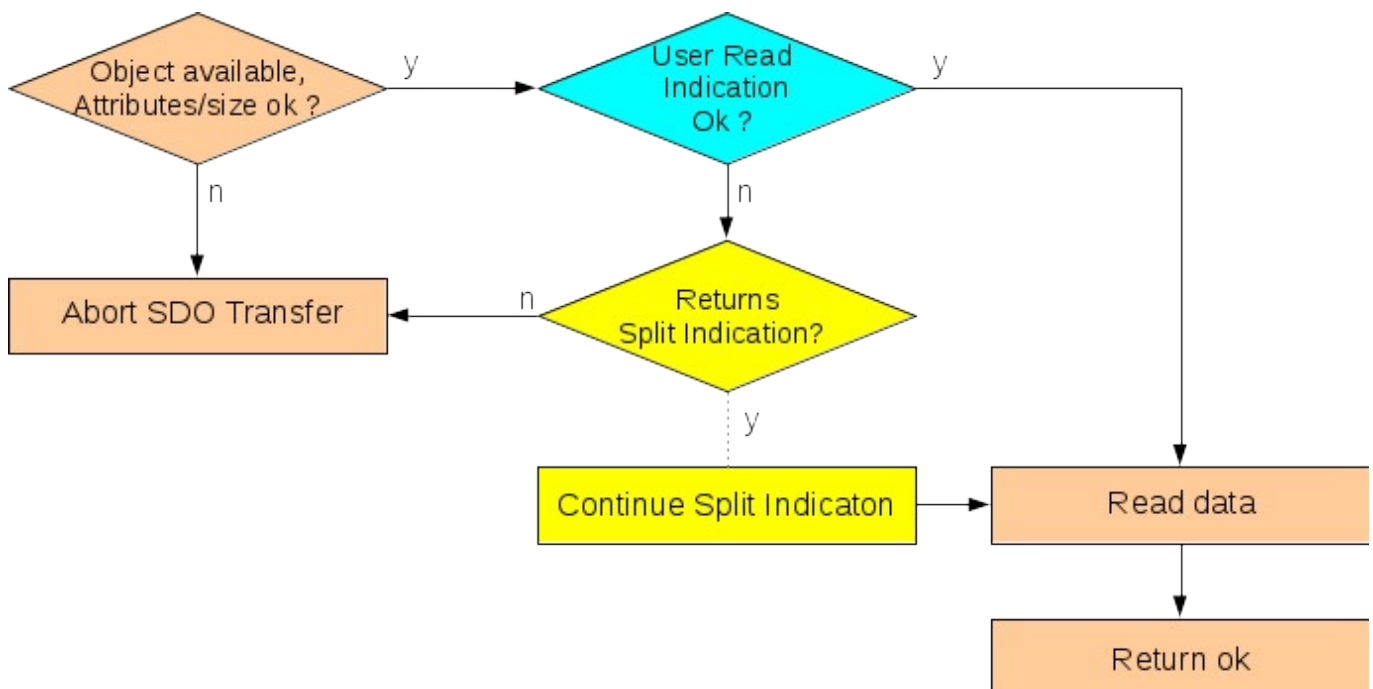 Object available,
Attributes/size ok ?
y
User Read
Indication
Ok ?
y
n
n
Abort SDO Transfer
n
Returns
Split Indication?
y
Continue Split Indicaton
Read data
Return ok